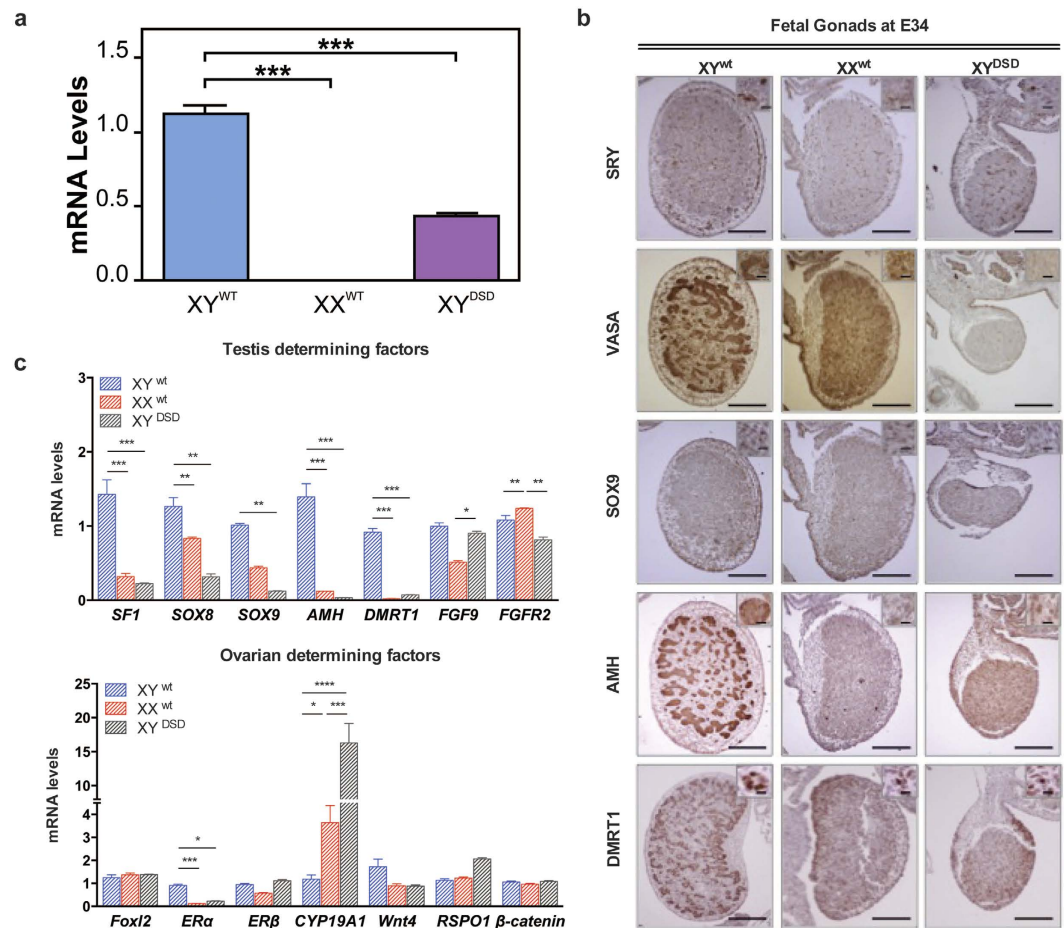 a
mRNA Levels
1.5
1.0
0.5
0.0
***
***
XY^WT
XX^WT
XY^DSD
b
Fetal Gonads at E34
XY^wt
XX^wt
XY^DSD
SRY
VASA
SOX9
AMH
DMRT1
c
Testis determining factors
XY wt
XX wt
XY DSD
mRNA levels
3
2
1
0
***
***
**
**
**
***
***
***
***
*
**
**
SF1
SOX8
SOX9
AMH
DMRT1
FGF9
FGFR2
Ovarian determining factors
XY wt
XX wt
XY DSD
mRNA levels
25
20
15
10
5
4
3
2
1
0
*
***
****
*
***
Foxl2
ERα
ERβ
CYP19A1
Wnt4
RSPO1
β-catenin